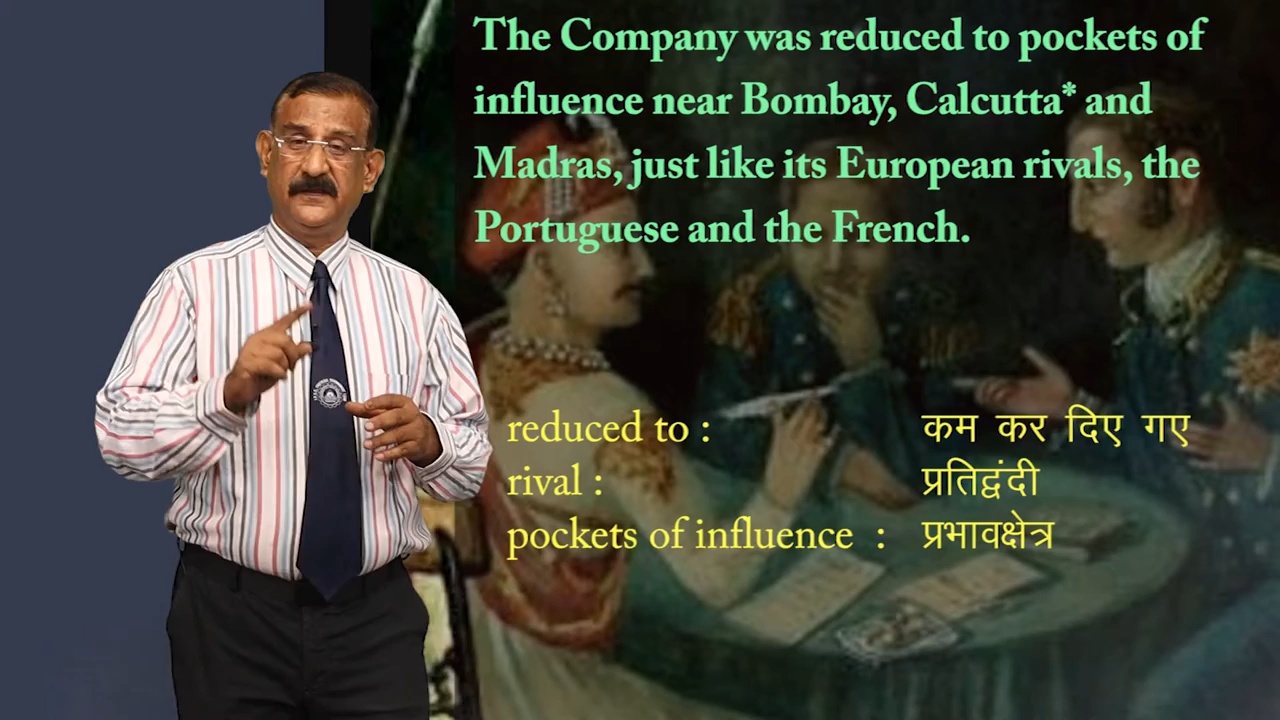 The Company was reduced to pockets of
influence near Bombay, Calcutta* and
Madras, just like its European rivals, the
Portuguese and the French.
reduced to : कम कर दिए गए
rival : प्रतिद्वंदी
pockets of influence : प्रभावक्षेत्र